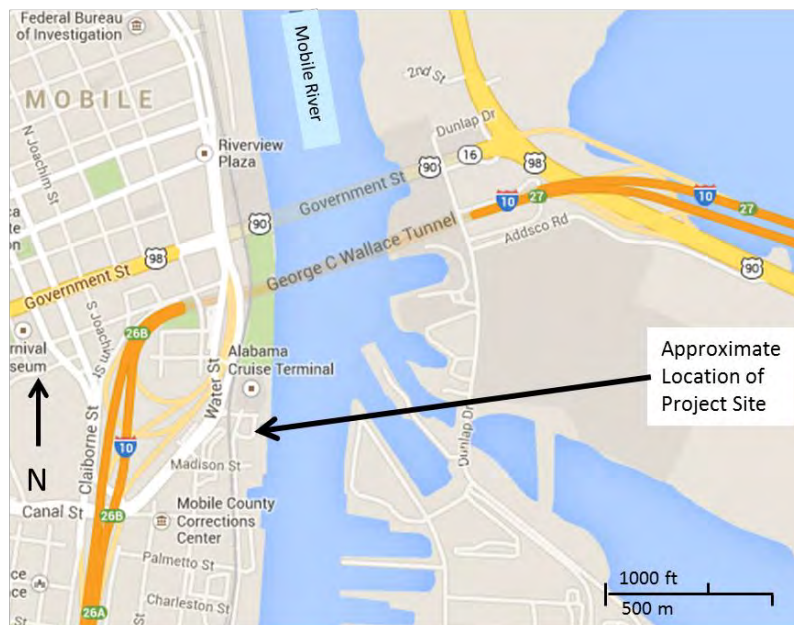 Federal Bureau of
Investigation
MOBILE
N Joachim St
Riverview
Plaza
Mobile River
2nd St
Dunlap Dr
16
90
98
Government St
90
10
27
10
27
Addsco Rd
90
George C Wallace Tunnel
98
Government St
S Joachim St
26B
Alabama
Cruise Terminal
Water St
Approximate
Location of
Project Site
N
Claiborne St
10
Dunlap Dr
Madison St
Canal St
26B
Mobile County
Corrections
Center
Palmetto St
Charleston St
26A
1000 ft
500 m